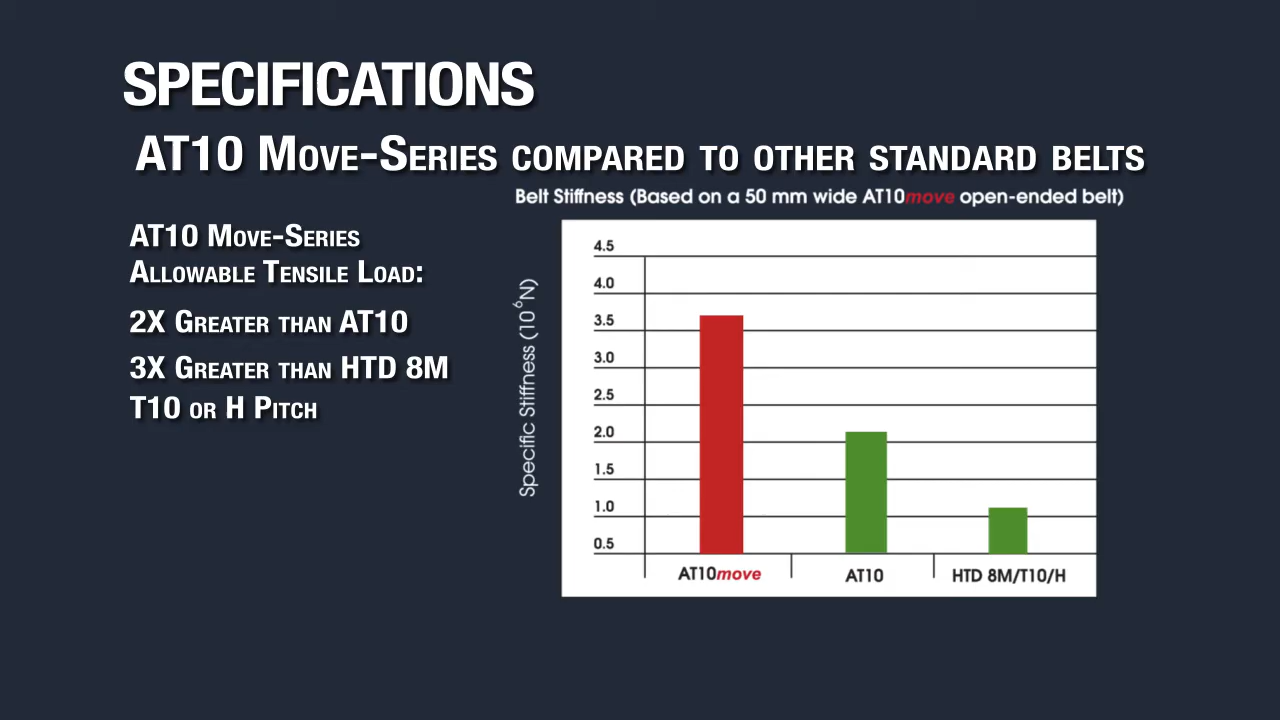 SPECIFICATIONS
AT10 MOVE-SERIES COMPARED TO OTHER STANDARD BELTS
Belt Stiffness (Based on a 50 mm wide AT10move open-ended belt)
AT10 MOVE-SERIES
ALLOWABLE TENSILE LOAD:
2X GREATER THAN AT10
3X GREATER THAN HTD 8M
T10 OR H PITCH
Specific Stiffness (10⁶N)
4.5
4.0
3.5
3.0
2.5
2.0
1.5
1.0
0.5
AT10move AT10 HTD 8M/T10/H